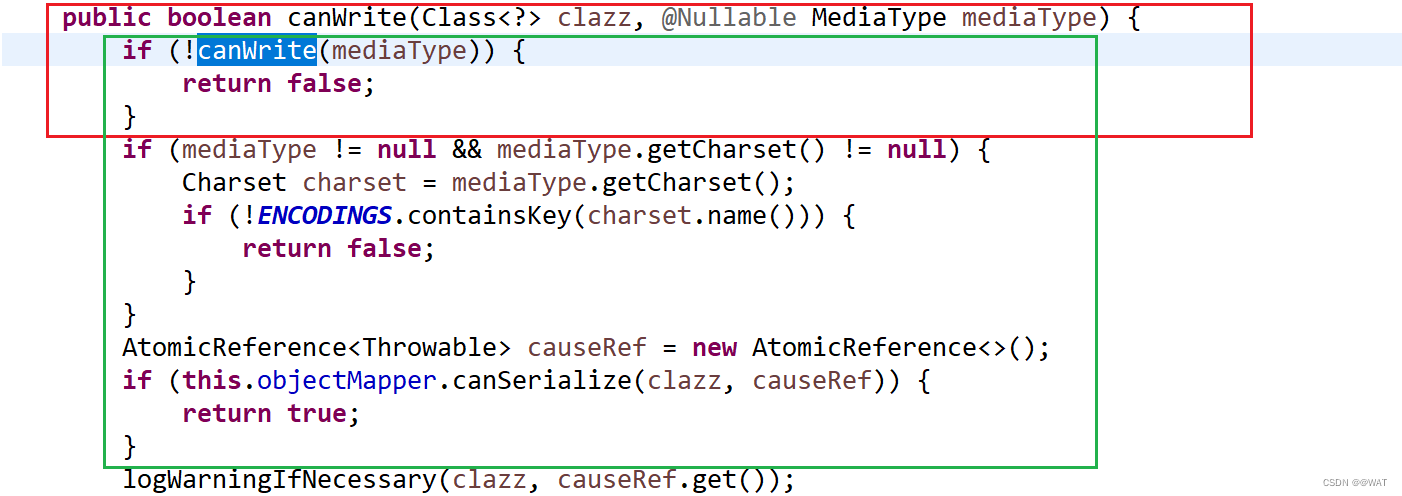 public boolean canWrite(Class<?> clazz, @Nullable MediaType mediaType) {
if (!canWrite(mediaType)) {
return false;
}
if (mediaType != null && mediaType.getCharset() != null) {
Charset charset = mediaType.getCharset();
if (!ENCODINGS.containsKey(charset.name())) {
return false;
}
}
AtomicReference<Throwable> causeRef = new AtomicReference<>();
if (this.objectMapper.canSerialize(clazz, causeRef)) {
return true;
}
logWarningIfNecessary(clazz, causeRef.get());
CSDN @@WAT